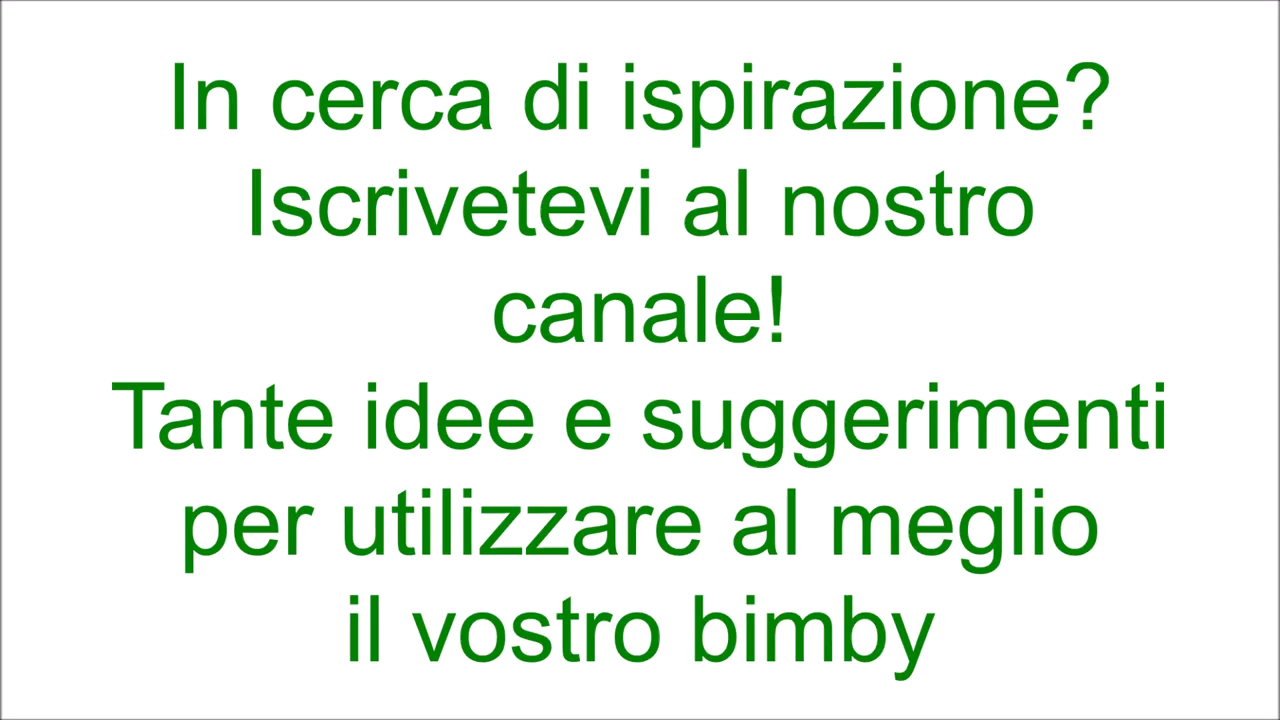 In cerca di ispirazione?
Iscrivetevi al nostro
canale!
Tante idee e suggerimenti
per utilizzare al meglio
il vostro bimby